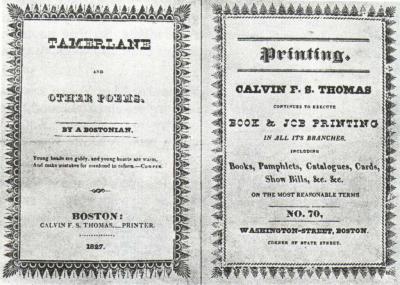 TAMERLANE
AND
OTHER POEMS.
BY A BOSTONIAN.
Young heads are giddy, and young hearts are warm,
And make mistakes for manhood to reform.—COWPER.
BOSTON:
CALVIN F. S. THOMAS.....PRINTER.
1827.
Printing.
CALVIN F. S. THOMAS
CONTINUES TO EXECUTE
BOOK & JOB PRINTING
IN ALL ITS BRANCHES,
INCLUDING
Books, Pamphlets, Catalogues, Cards,
Show Bills, &c. &c.
ON THE MOST REASONABLE TERMS
NO. 70,
WASHINGTON-STREET, BOSTON.
CORNER OF STATE STREET.